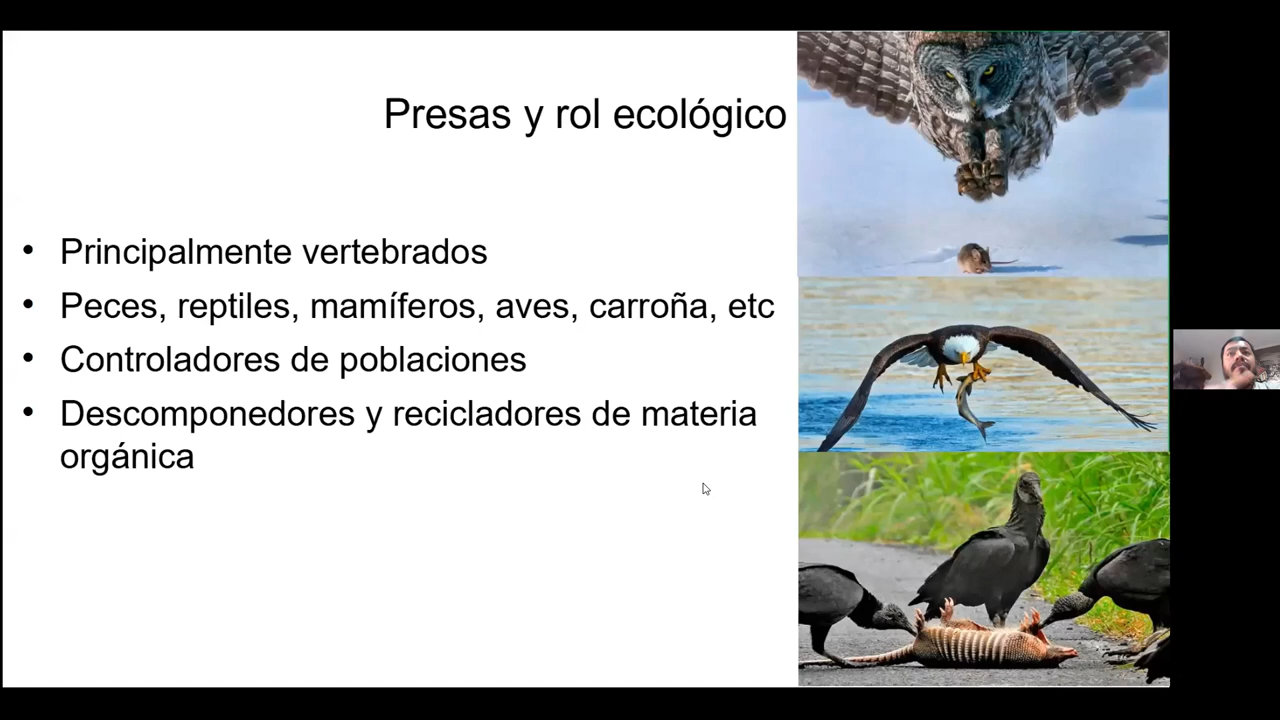 Presas y rol ecológico
• Principalmente vertebrados
• Peces, reptiles, mamíferos, aves, carroña, etc
• Controladores de poblaciones
• Descomponedores y recicladores de materia
orgánica